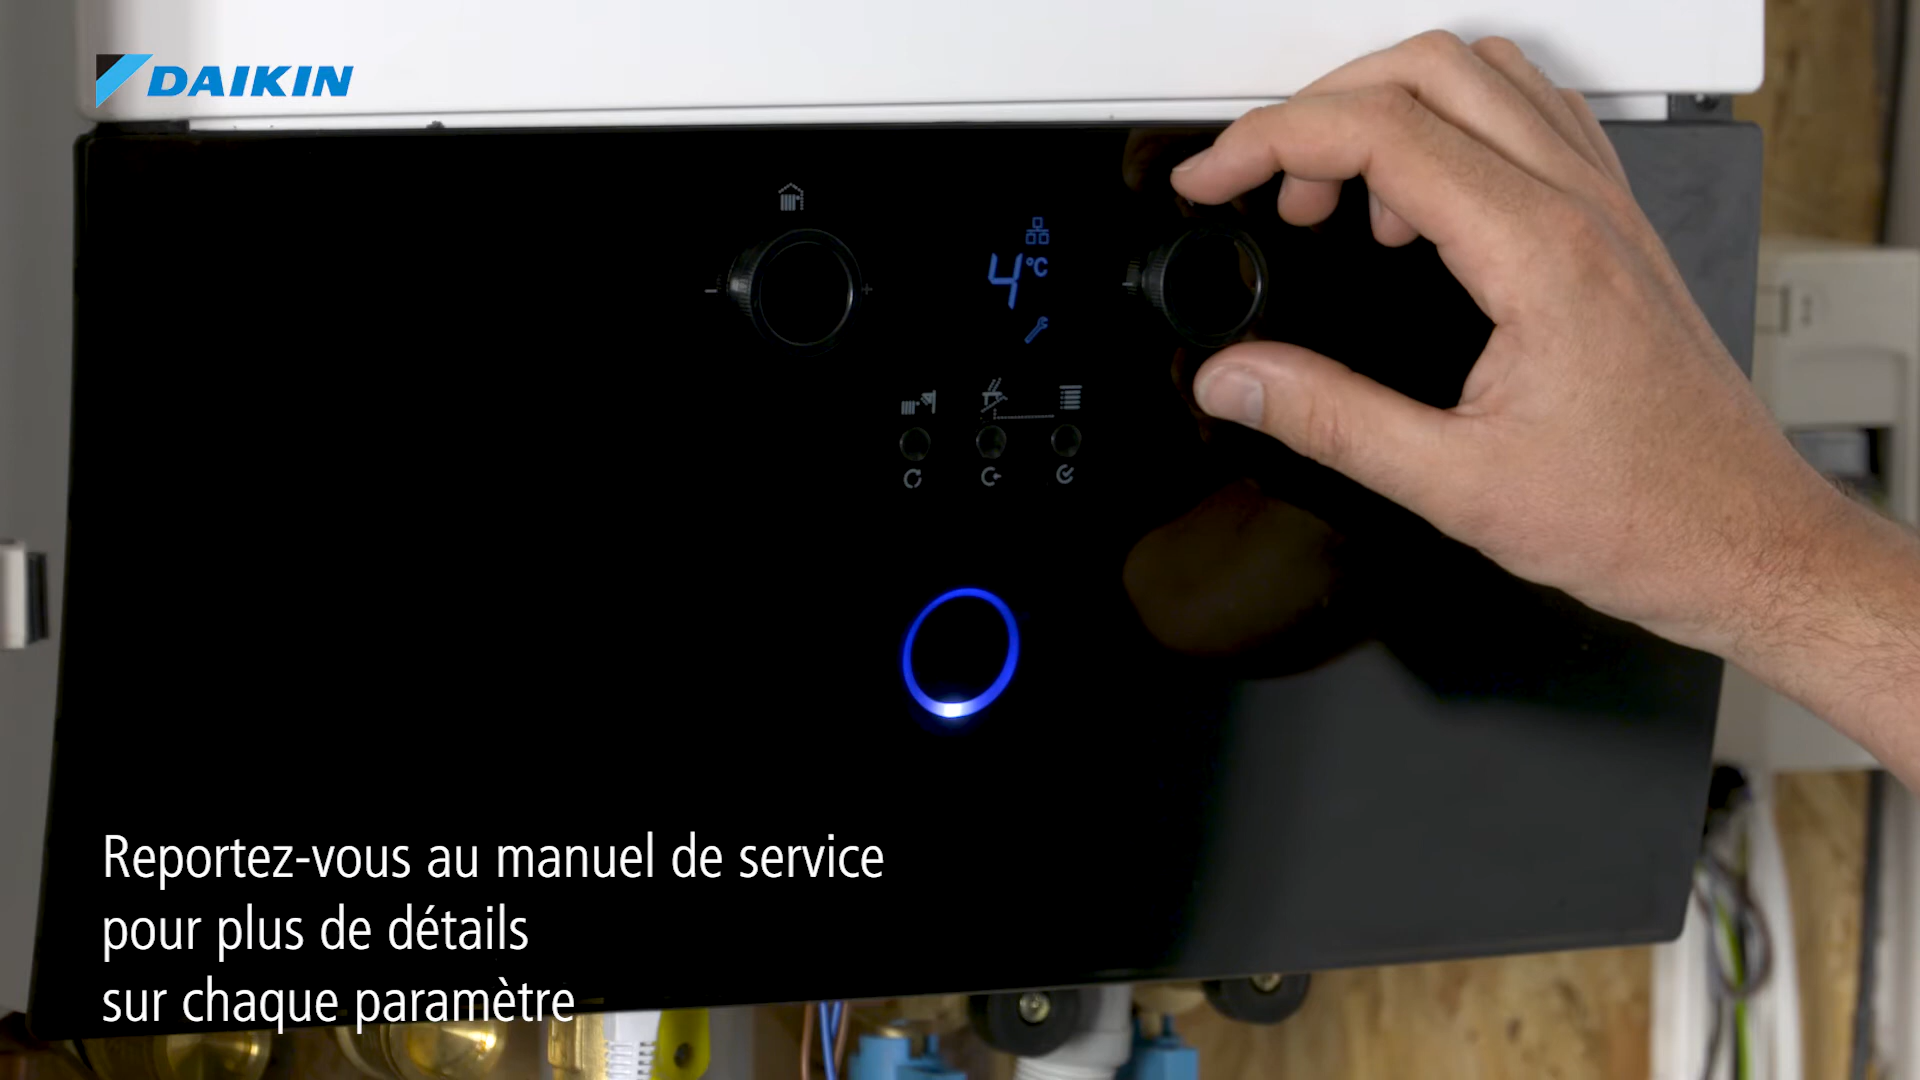 DAIKIN
4 °C
Reportez-vous au manuel de service
pour plus de détails
sur chaque paramètre